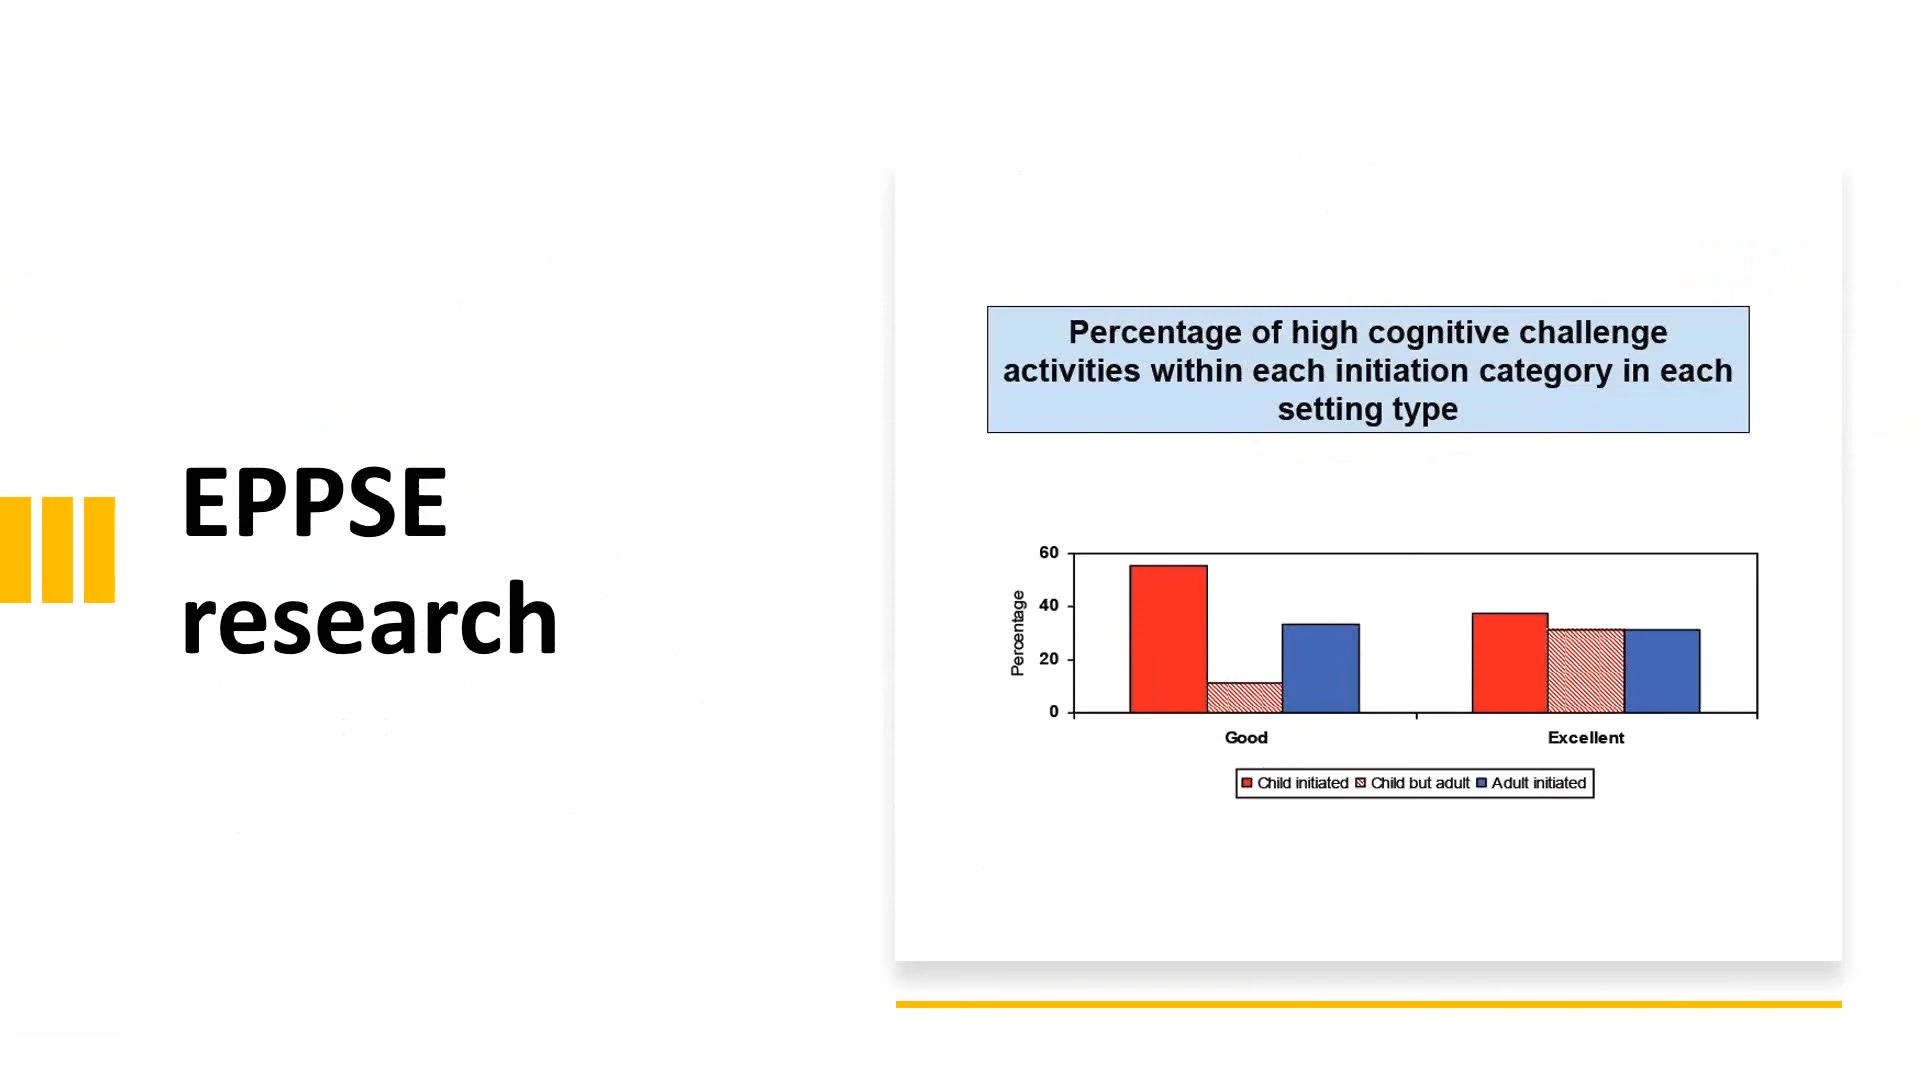 EPPSE
research
Percentage of high cognitive challenge
activities within each initiation category in each
setting type
60
40
20
0
Percentage
Good
Excellent
Child initiated Child but adult Adult initiated